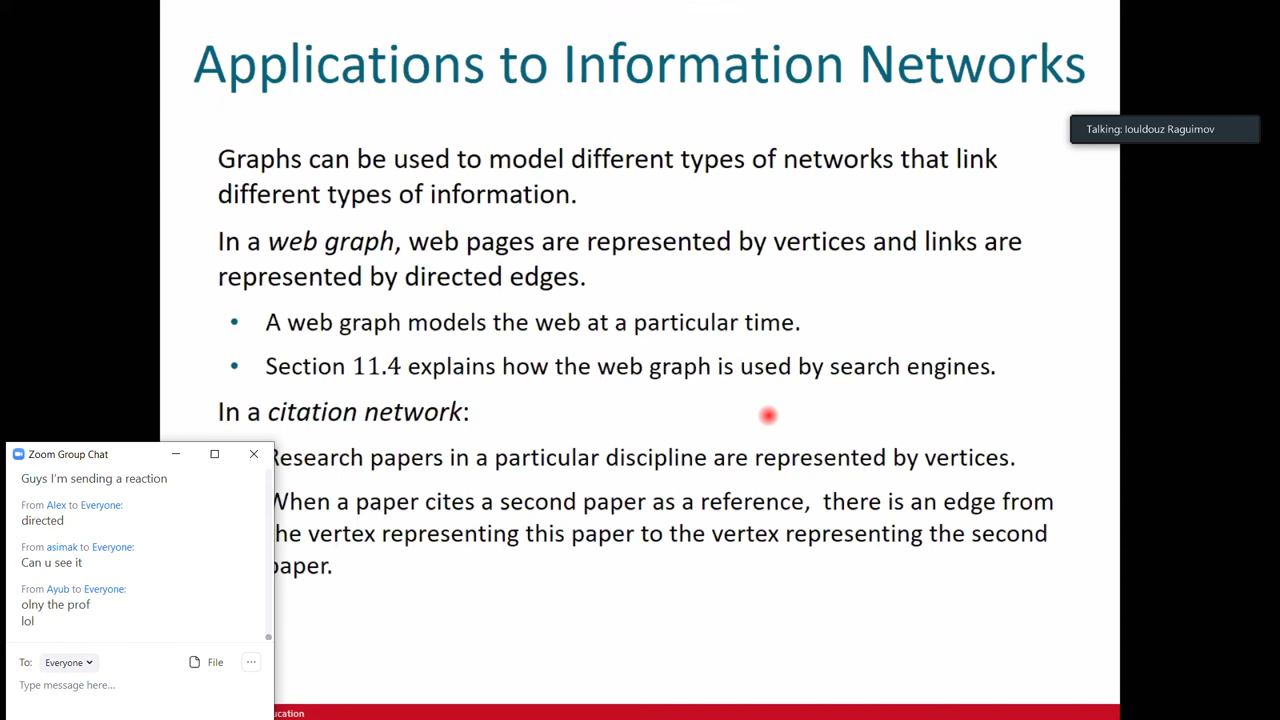 Applications to Information Networks
Talking: Iouldouz Raguimov
Graphs can be used to model different types of networks that link
different types of information.
In a web graph, web pages are represented by vertices and links are
represented by directed edges.
• A web graph models the web at a particular time.
• Section 11.4 explains how the web graph is used by search engines.
In a citation network:
Research papers in a particular discipline are represented by vertices.
When a paper cites a second paper as a reference, there is an edge from
the vertex representing this paper to the vertex representing the second
paper.
Zoom Group Chat
Guys I'm sending a reaction
From Alex to Everyone:
directed
From asimak to Everyone:
Can u see it
From Ayub to Everyone:
olny the prof
lol
To: Everyone
File
Type message here...
ucation